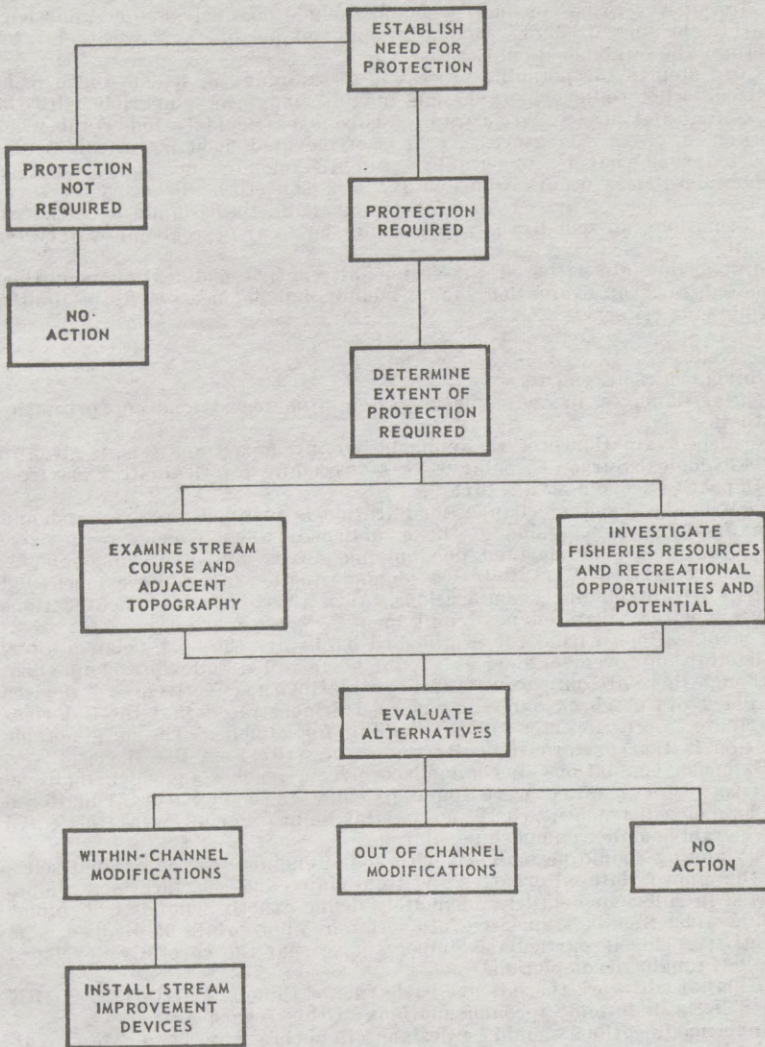 ESTABLISH
NEED FOR
PROTECTION
PROTECTION
NOT
REQUIRED
PROTECTION
REQUIRED
NO·
ACTION
DETERMINE
EXTENT OF
PROTECTION
REQUIRED
EXAMINE STREAM
COURSE AND
ADJACENT
TOPOGRAPHY
INVESTIGATE
FISHERIES RESOURCES
AND RECREATIONAL
OPPORTUNITIES AND
POTENTIAL
EVALUATE
ALTERNATIVES
WITHIN-CHANNEL
MODIFICATIONS
OUT OF CHANNEL
MODIFICATIONS
NO
ACTION
INSTALL STREAM
IMPROVEMENT
DEVICES